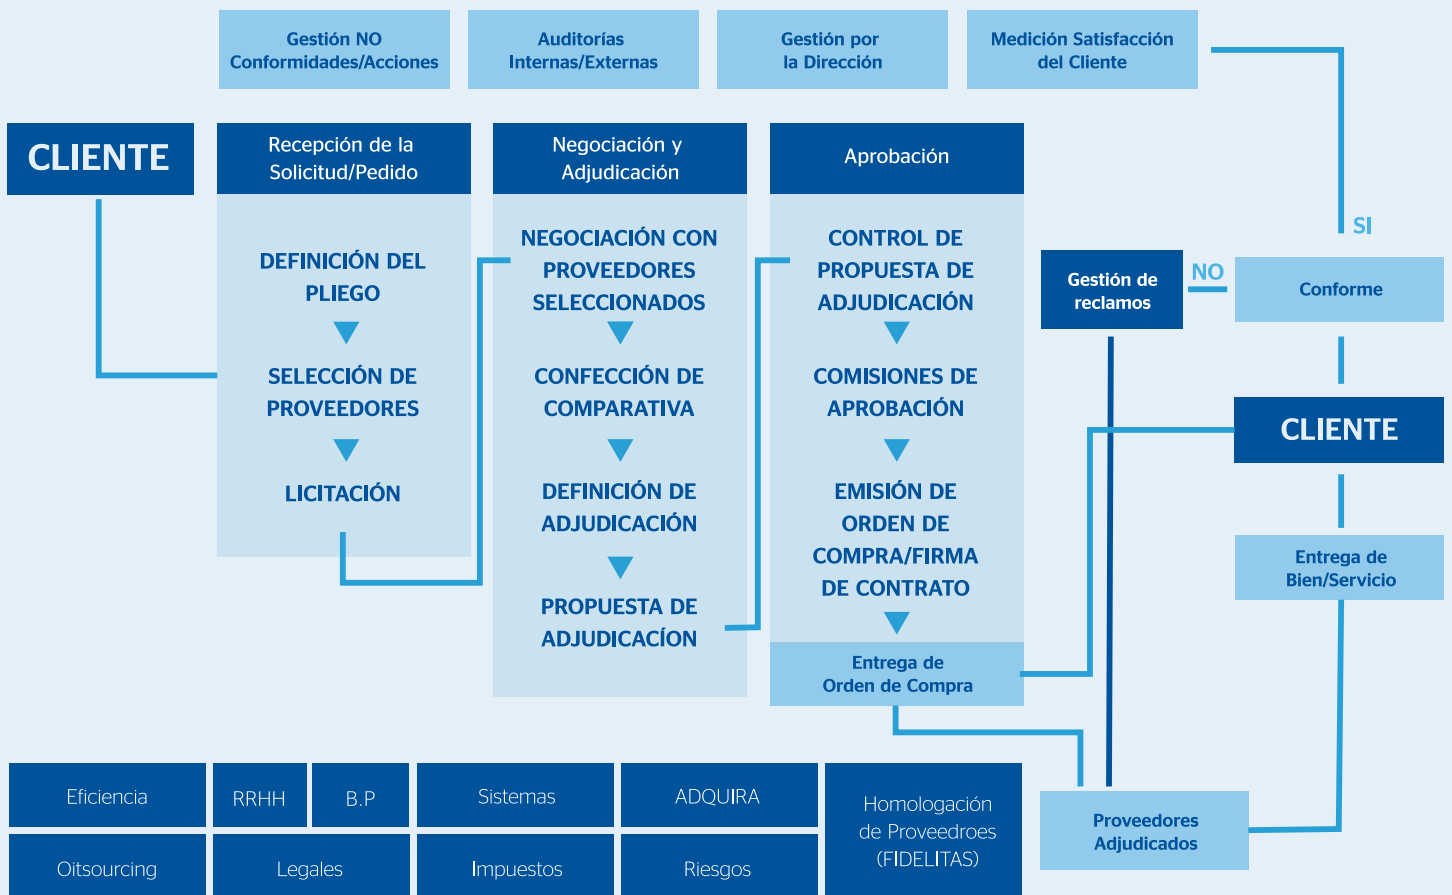 Gestión NO
Conformidades/Acciones
Auditorías
Internas/Externas
Gestión por
la Dirección
Medición Satisfacción
del Cliente
CLIENTE
Recepción de la
Solicitud/Pedido
DEFINICIÓN DEL
PLIEGO
SELECCIÓN DE
PROVEEDORES
LICITACIÓN
Negociación y
Adjudicación
NEGOCIACIÓN CON
PROVEEDORES
SELECCIONADOS
CONFECCIÓN DE
COMPARATIVA
DEFINICIÓN DE
ADJUDICACIÓN
PROPUESTA DE
ADJUDICACÍON
Aprobación
CONTROL DE
PROPUESTA DE
ADJUDICACIÓN
COMISIONES DE
APROBACIÓN
EMISIÓN DE
ORDEN DE
COMPRA/FIRMA
DE CONTRATO
Entrega de
Orden de Compra
SI
Gestión de
reclamos
NO
Conforme
CLIENTE
Entrega de
Bien/Servicio
Proveedores
Adjudicados
Eficiencia
RRHH
B.P
Sistemas
ADQUIRA
Homologación
de Proveedroes
(FIDELITAS)
Oitsourcing
Legales
Impuestos
Riesgos